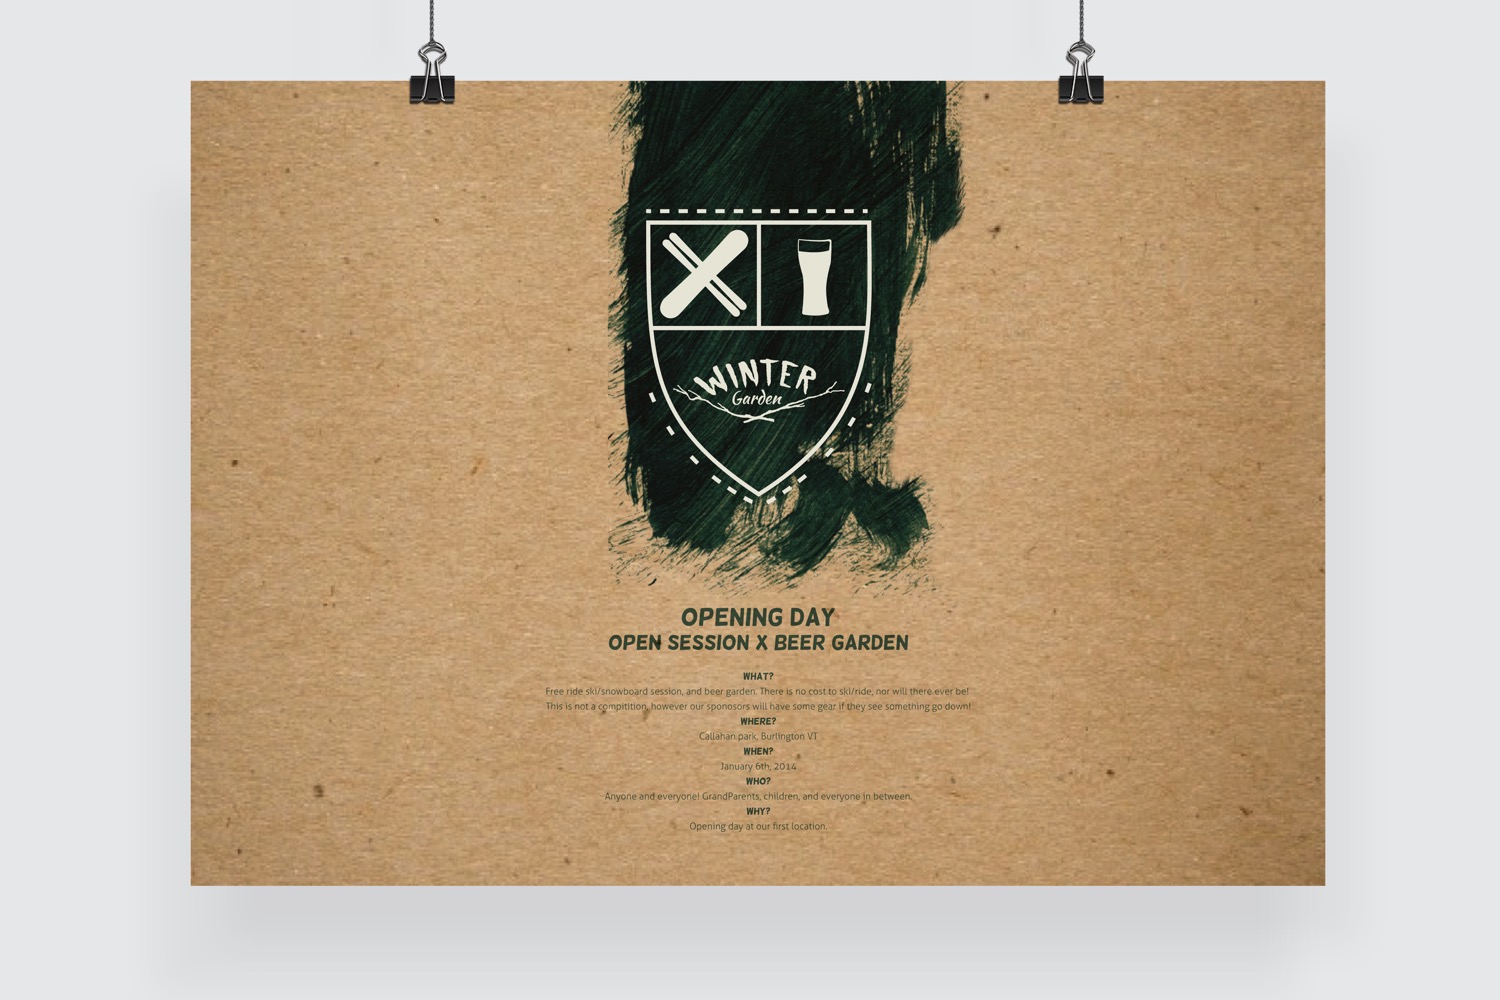 WINTER
Garden
OPENING DAY
OPEN SESSION X BEER GARDEN
WHAT?
Free ride ski/snowboard session, and beer garden. There is no cost to ski/ride, nor will there ever be!
This is not a compitition, however our sponosors will have some gear if they see something go down!
WHERE?
Callahan park, Burlington VT
WHEN?
January 6th, 2014
WHO?
Anyone and everyone! GrandParents, children, and everyone in between.
WHY?
Opening day at our first location.